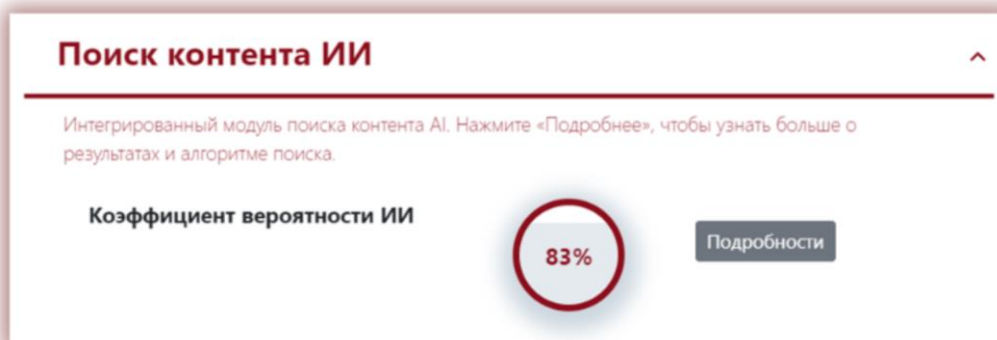 Поиск контента ИИ
Интегрированный модуль поиска контента AI. Нажмите «Подробнее», чтобы узнать больше о
результатах и алгоритме поиска.
Коэффициент вероятности ИИ
83%
Подробности